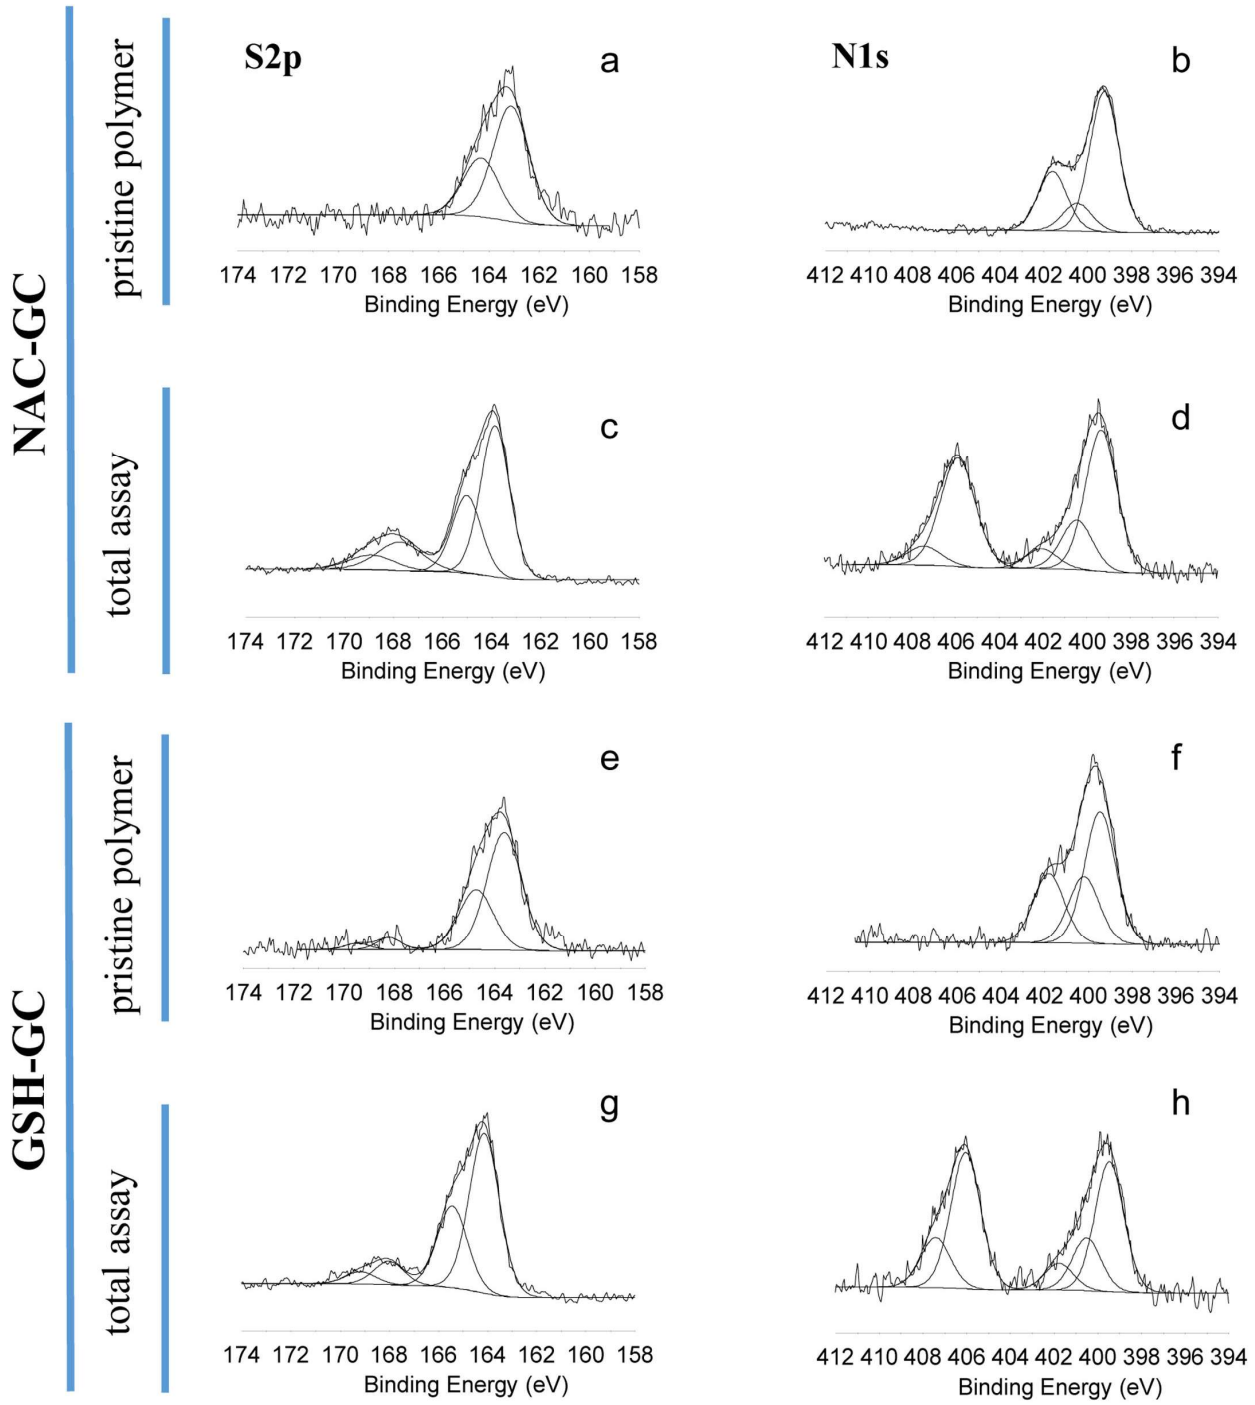 NAC-GC
pristine polymer
S2p
a
174 172 170 168 166 164 162 160 158
Binding Energy (eV)
N1s
b
412 410 408 406 404 402 400 398 396 394
Binding Energy (eV)
total assay
c
174 172 170 168 166 164 162 160 158
Binding Energy (eV)
d
412 410 408 406 404 402 400 398 396 394
Binding Energy (eV)
GSH-GC
pristine polymer
e
174 172 170 168 166 164 162 160 158
Binding Energy (eV)
f
412 410 408 406 404 402 400 398 396 394
Binding Energy (eV)
total assay
g
174 172 170 168 166 164 162 160 158
Binding Energy (eV)
h
412 410 408 406 404 402 400 398 396 394
Binding Energy (eV)